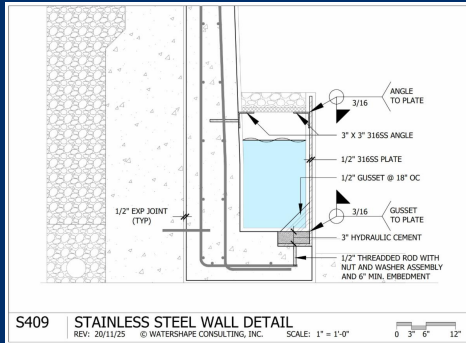 ANGLE
TO PLATE
3/16
3" X 3" 316SS ANGLE
1/2" 316SS PLATE
1/2" GUSSET @ 18" OC
3/16
GUSSET
TO PLATE
1/2" EXP JOINT
(TYP)
3" HYDRAULIC CEMENT
1/2" THREADDED ROD WITH
NUT AND WASHER ASSEMBLY
AND 6" MIN. EMBEDMENT
S409
STAINLESS STEEL WALL DETAIL
REV: 20/11/25 © WATERSHAPE CONSULTING, INC. SCALE: 1" = 1'-0"
0 3" 6" 12"